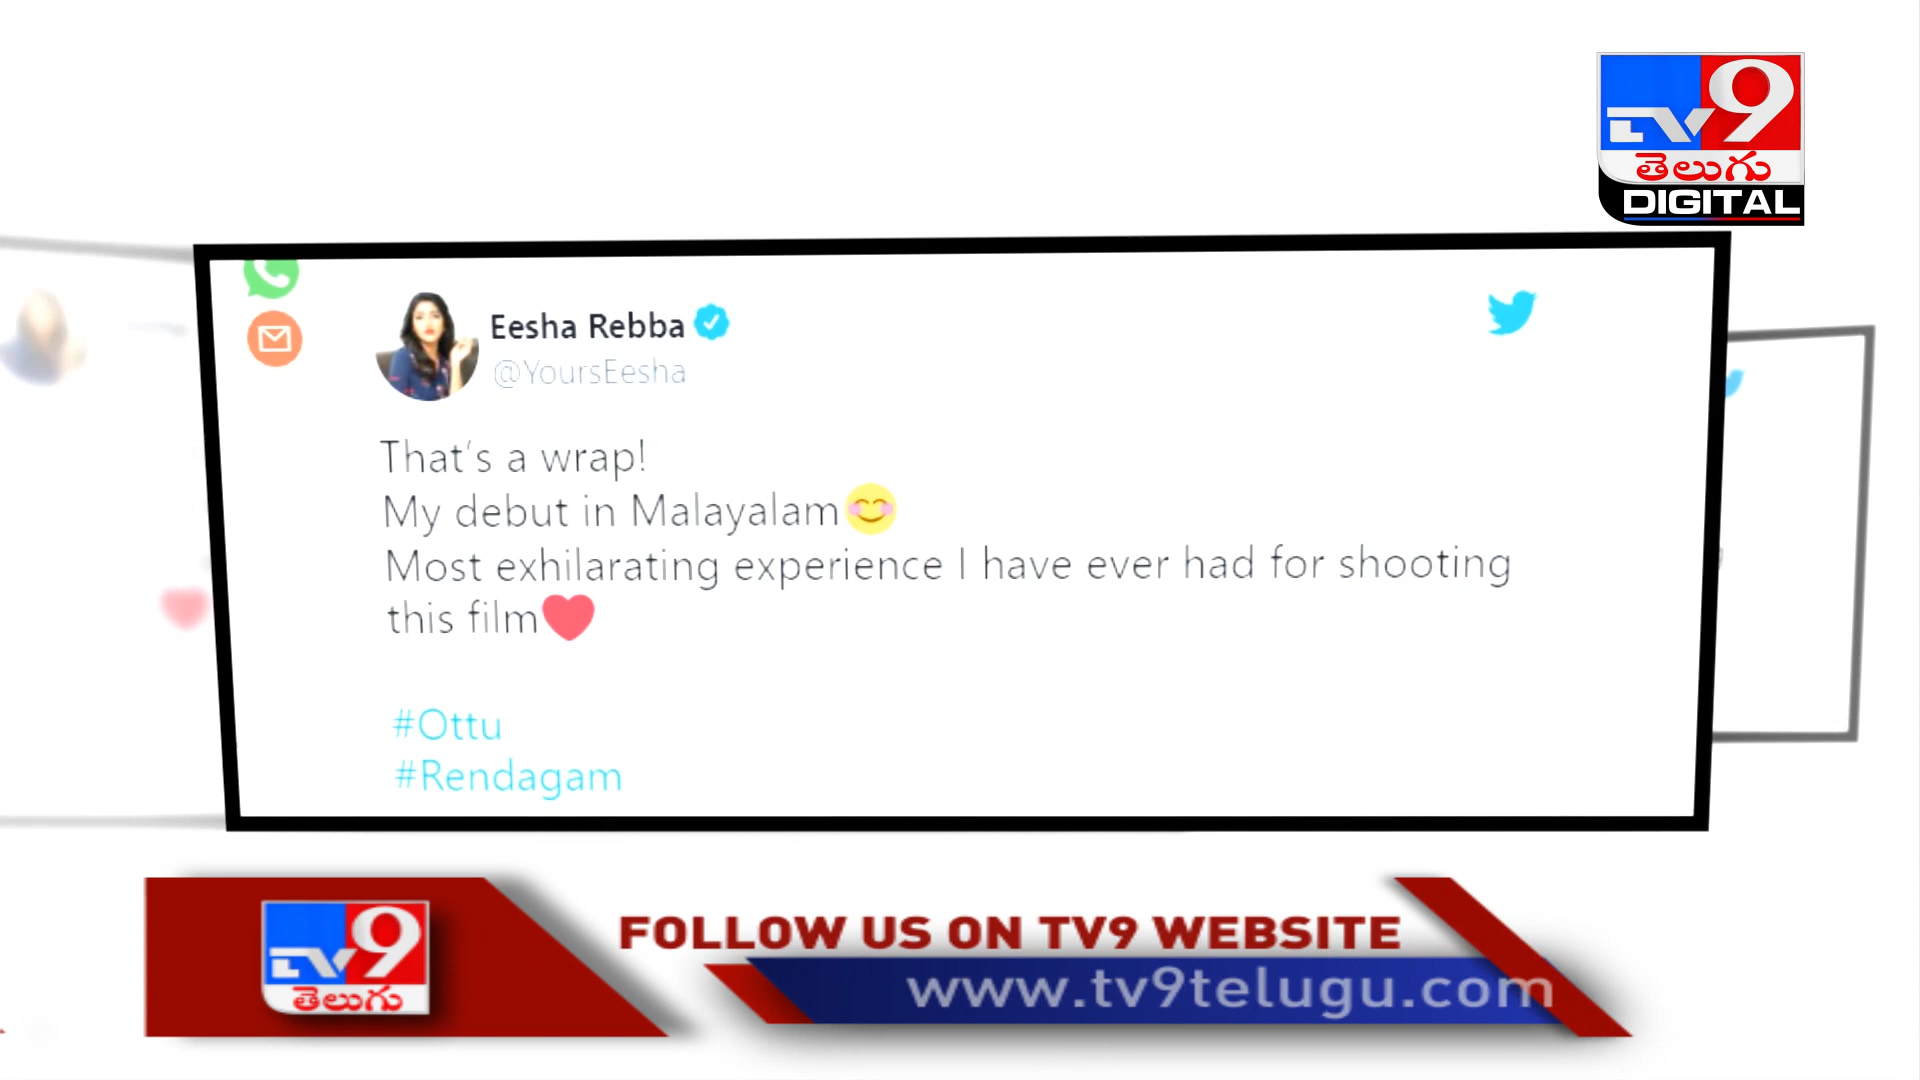 TV9
తెలుగు
DIGITAL
Eesha Rebba
@YoursEesha
That's a wrap!
My debut in Malayalam😊
Most exhilarating experience I have ever had for shooting
this film❤️
#Ottu
#Rendagam
TV9
తెలుగు
FOLLOW US ON TV9 WEBSITE
www.tv9telugu.com